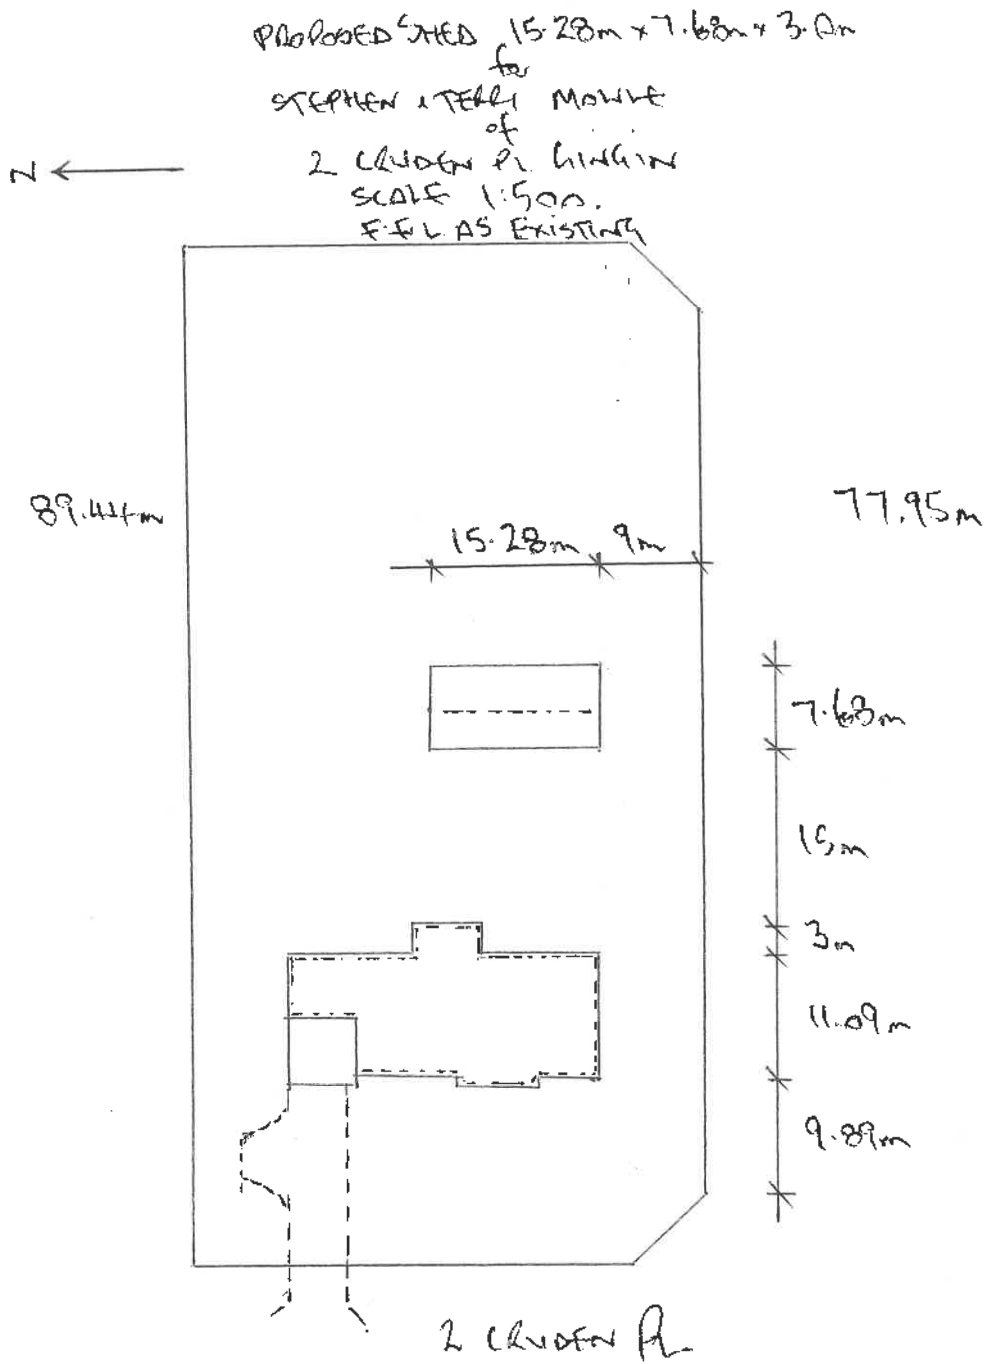 PROPOSED SHED 15.28m x 7.68m x 3.0m
for
STEPHEN & TERRI MOWLE
of
2 CRUDEN PL GINGIN
N
SCALE 1:500.
F.F.L AS EXISTING
89.44m
77.95m
15.28m 9m
7.68m
15m
3m
11.09m
9.89m
2 CRUDEN PL